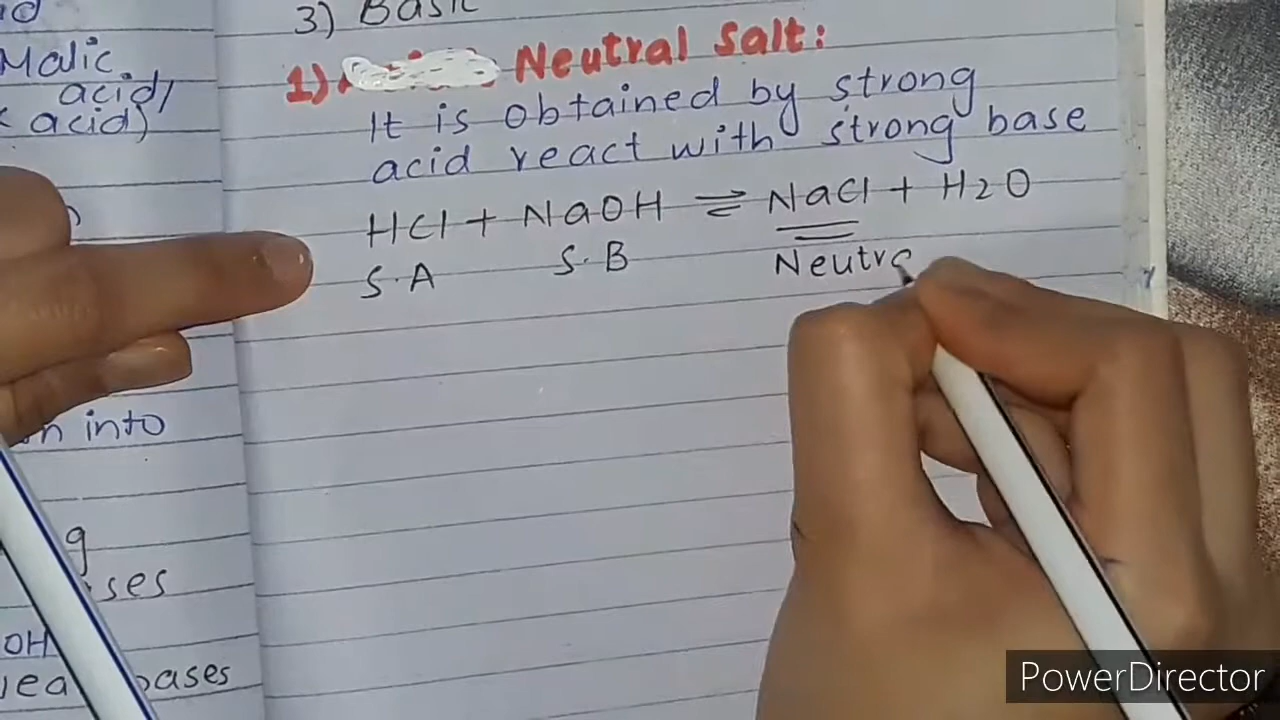 3) Basic
Malic
acid,
acid)
1) Neutral Salt:
It is obtained by strong
acid react with strong base
HCl + NaOH ⇌ NaCl + H2O
S.A S.B Neutra
into
ses
OH
bases
PowerDirector